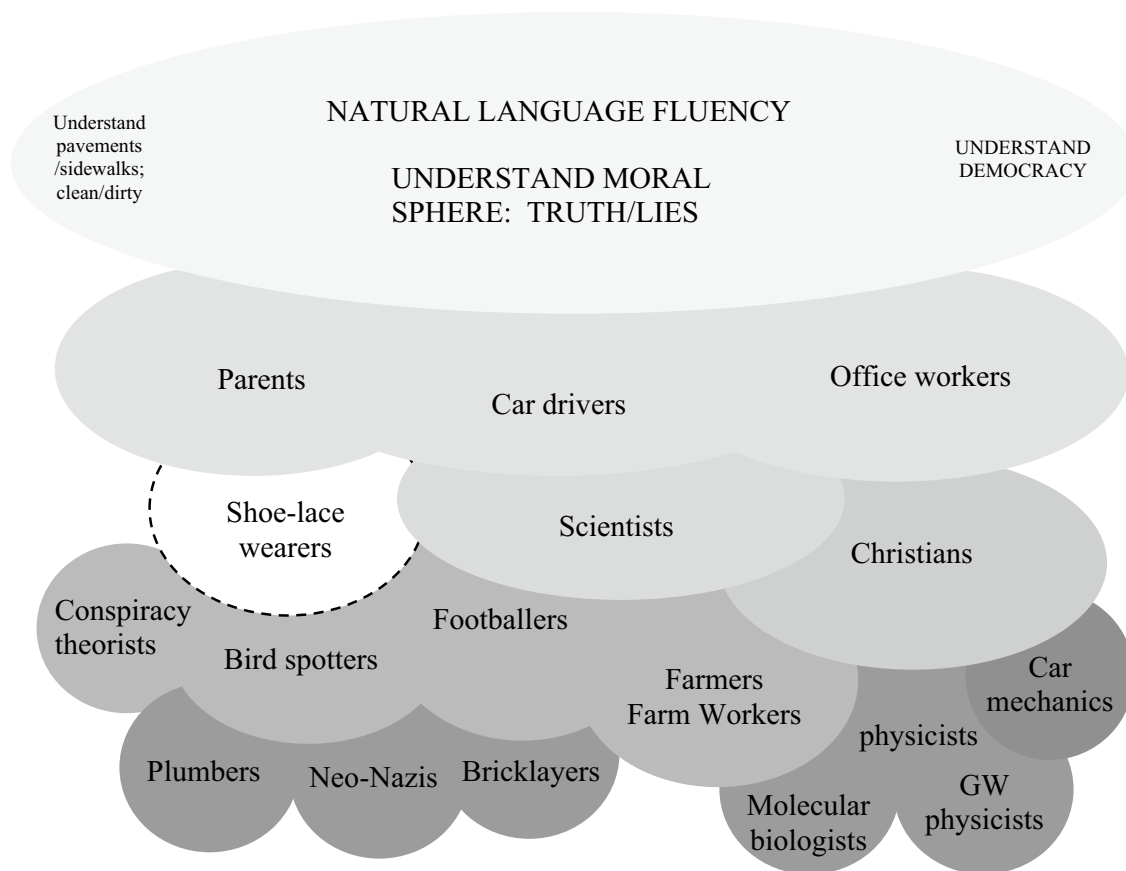 NATURAL LANGUAGE FLUENCY
Understand
pavements
/sidewalks;
clean/dirty
UNDERSTAND MORAL
SPHERE: TRUTH/LIES
UNDERSTAND
DEMOCRACY
Parents
Car drivers
Office workers
Shoe-lace
wearers
Scientists
Christians
Conspiracy
theorists
Bird spotters
Footballers
Farmers
Farm Workers
Car
mechanics
physicists
Plumbers
Neo-Nazis
Bricklayers
Molecular
biologists
GW
physicists